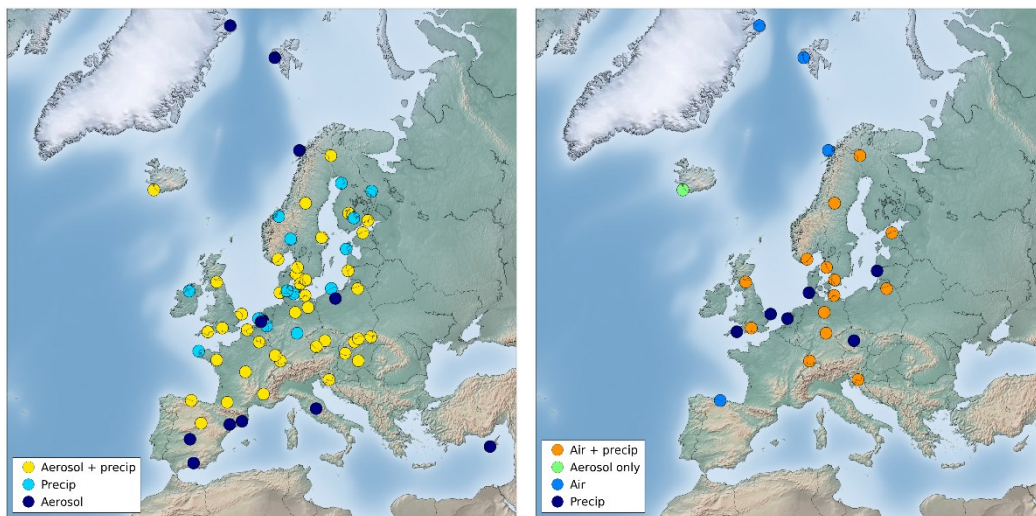 Aerosol + precip
Precip
Aerosol
Air + precip
Aerosol only
Air
Precip